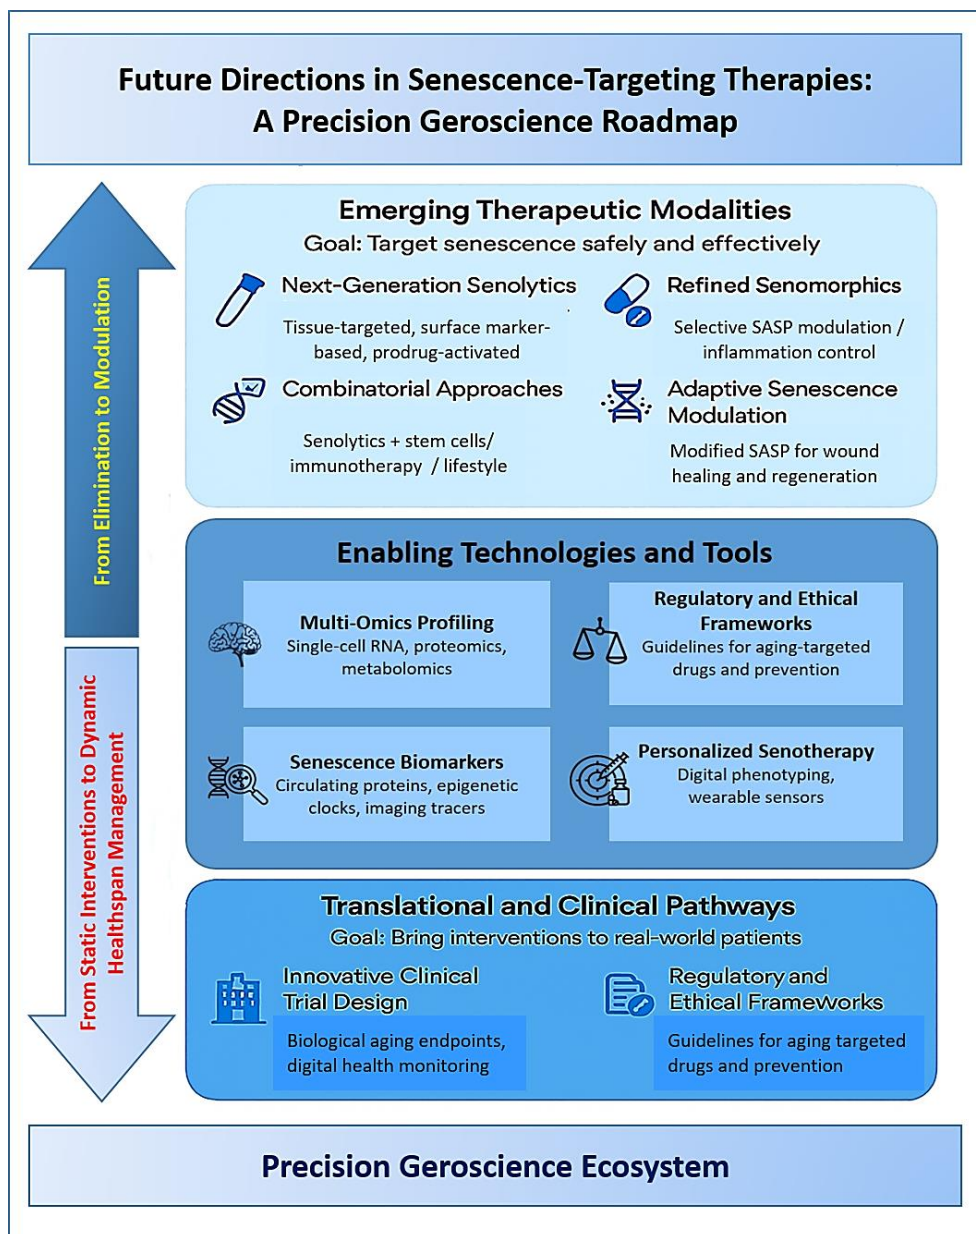 Future Directions in Senescence-Targeting Therapies:
A Precision Geroscience Roadmap
From Elimination to Modulation
From Static Interventions to Dynamic
Healthspan Management
Emerging Therapeutic Modalities
Goal: Target senescence safely and effectively
Next-Generation Senolytics
Tissue-targeted, surface marker-
based, prodrug-activated
Refined Senomorphics
Selective SASP modulation /
inflammation control
Combinatorial Approaches
Senolytics + stem cells/
immunotherapy / lifestyle
Adaptive Senescence
Modulation
Modified SASP for wound
healing and regeneration
Enabling Technologies and Tools
Multi-Omics Profiling
Single-cell RNA, proteomics,
metabolomics
Regulatory and Ethical
Frameworks
Guidelines for aging-targeted
drugs and prevention
Senescence Biomarkers
Circulating proteins, epigenetic
clocks, imaging tracers
Personalized Senotherapy
Digital phenotyping,
wearable sensors
Translational and Clinical Pathways
Goal: Bring interventions to real-world patients
Innovative Clinical
Trial Design
Biological aging endpoints,
digital health monitoring
Regulatory and
Ethical Frameworks
Guidelines for aging targeted
drugs and prevention
Precision Geroscience Ecosystem